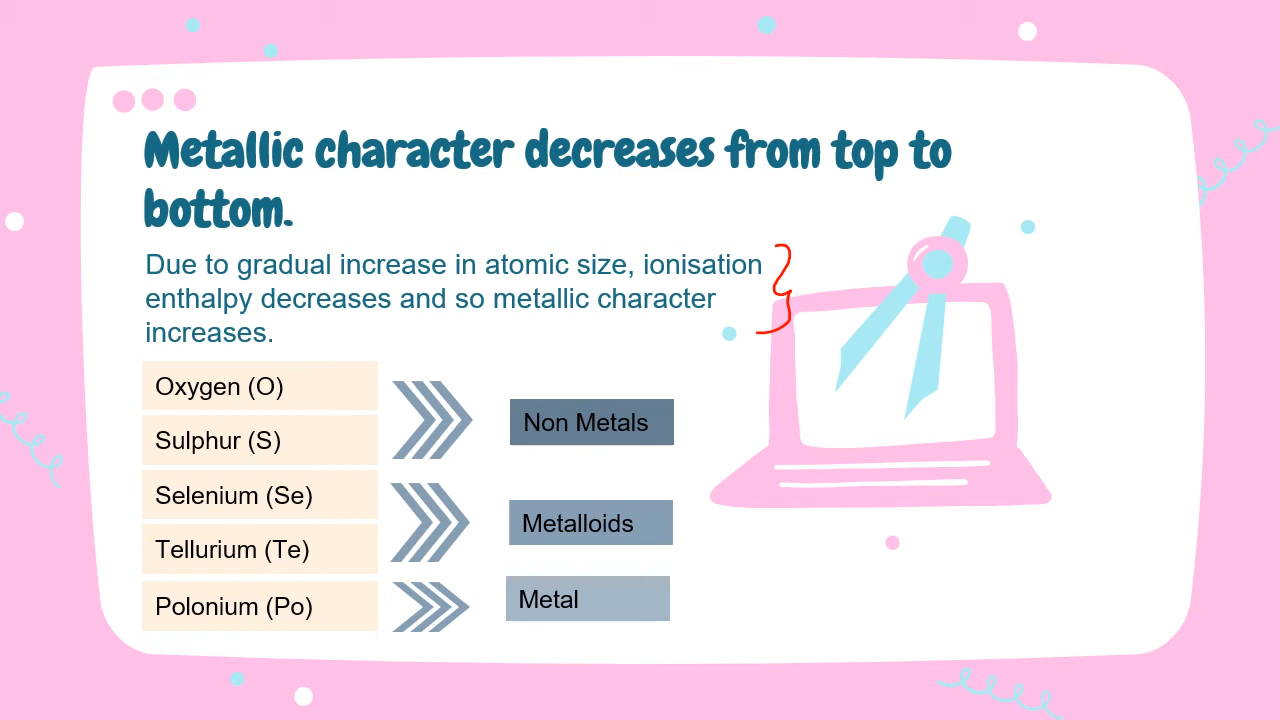 Metallic character decreases from top to
bottom.
Due to gradual increase in atomic size, ionisation
enthalpy decreases and so metallic character
increases.
Oxygen (O)
Sulphur (S)
Non Metals
Selenium (Se)
Tellurium (Te)
Metalloids
Polonium (Po)
Metal